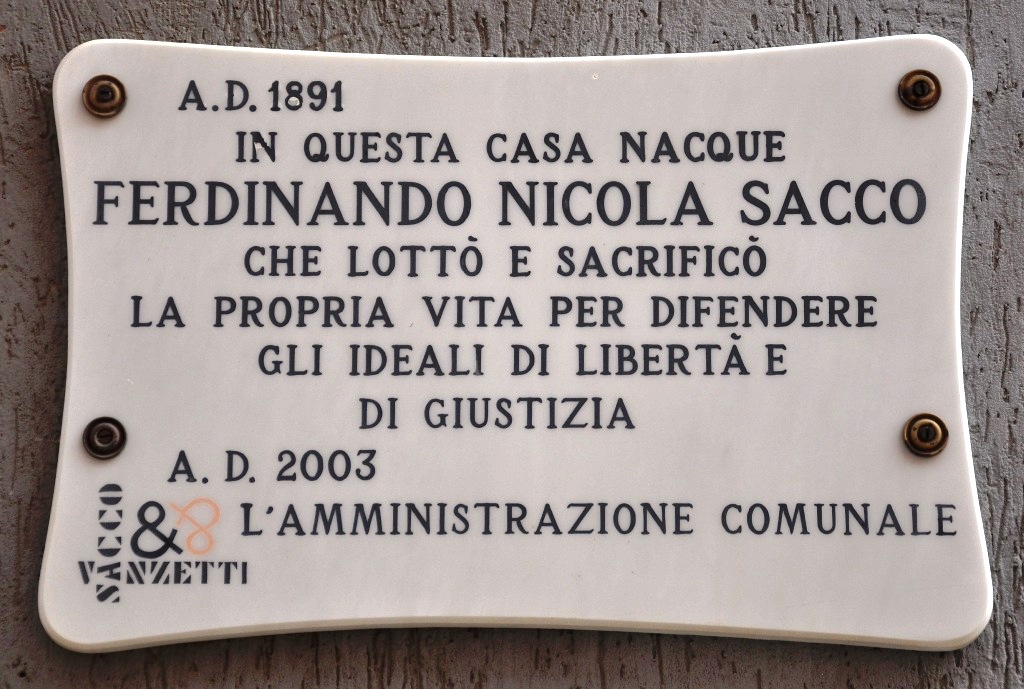 A.D. 1891
IN QUESTA CASA NACQUE
FERDINANDO NICOLA SACCO
CHE LOTTÒ E SACRIFICÒ
LA PROPRIA VITA PER DIFENDERE
GLI IDEALI DI LIBERTÀ E
DI GIUSTIZIA
A. D. 2003
L'AMMINISTRAZIONE COMUNALE
SACCO
&&
VANZETTI